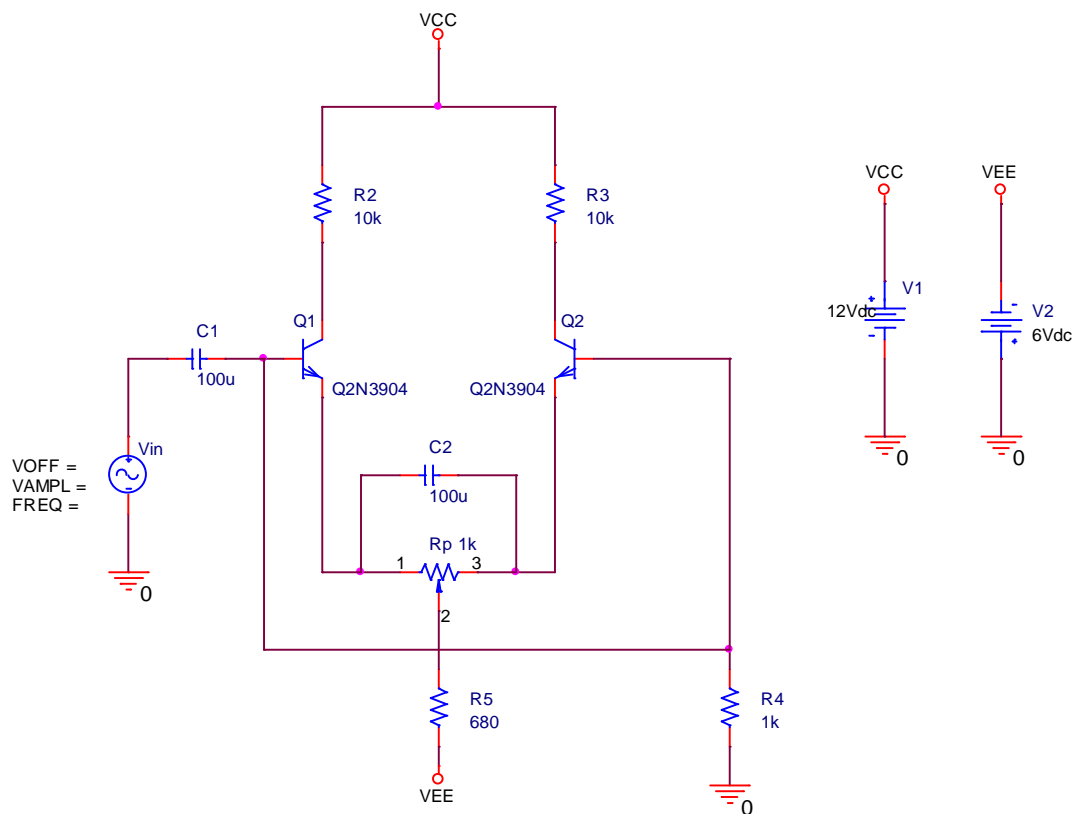 VCC
R2
10k
R3
10k
VCC
VEE
V1
12Vdc
V2
6Vdc
0
0
C1
100u
Q1
Q2N3904
Q2
Q2N3904
Vin
VOFF =
VAMPL =
FREQ =
0
C2
100u
Rp 1k
1
3
2
R5
680
VEE
R4
1k
0